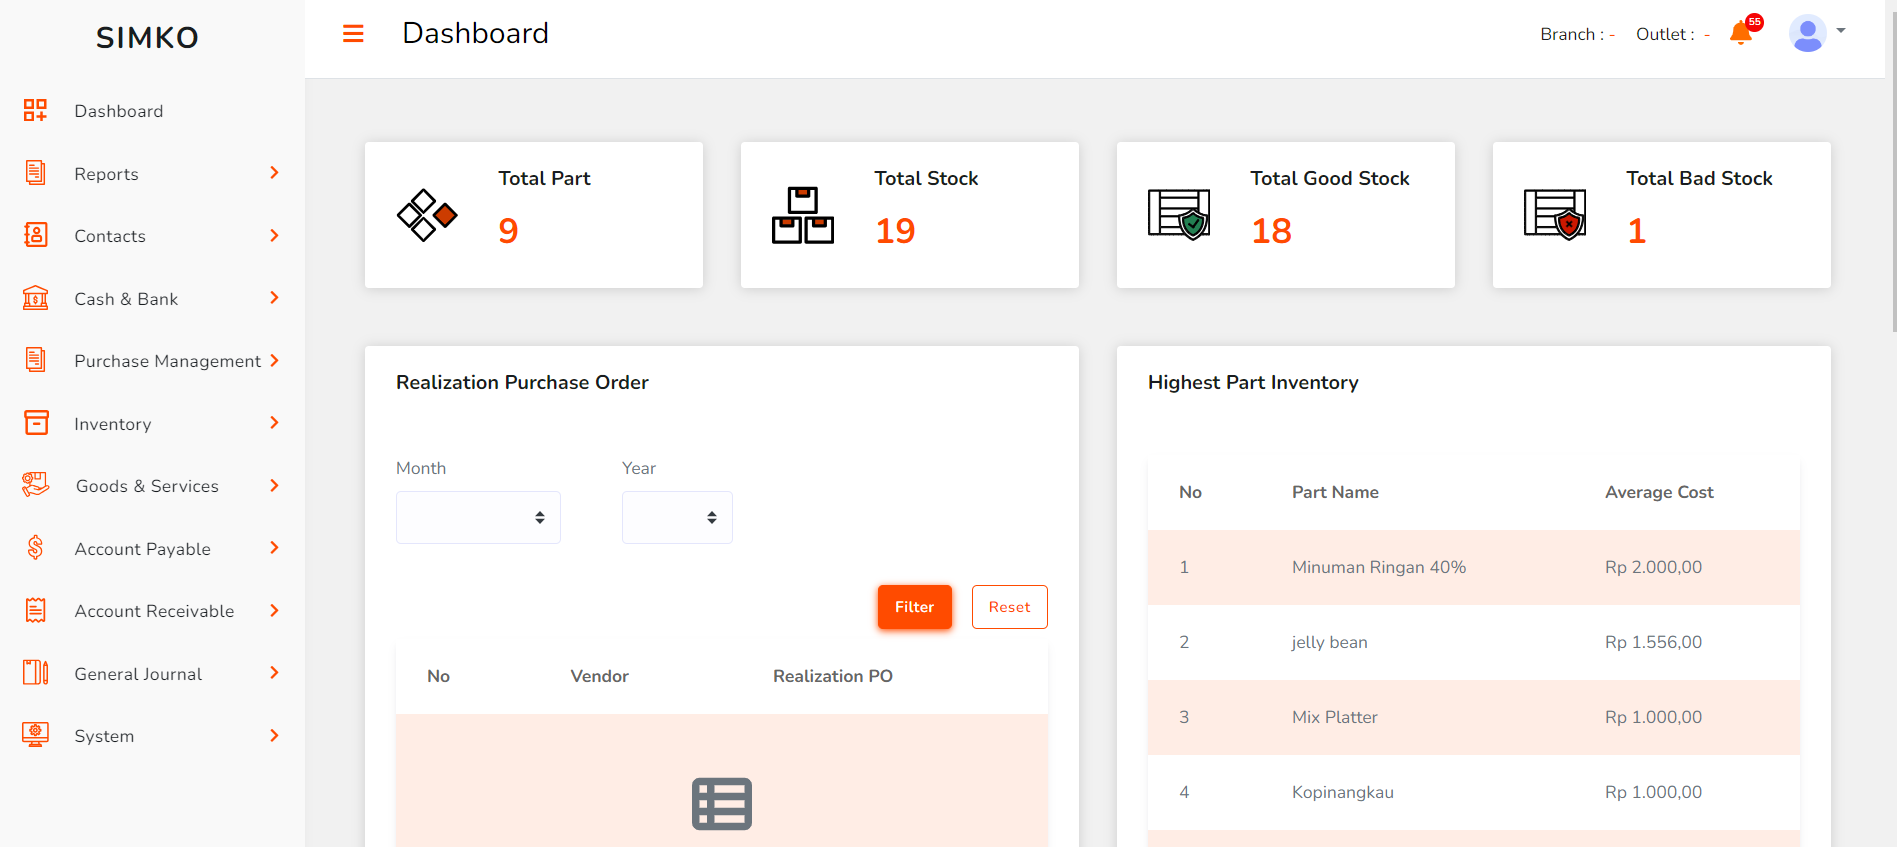 SIMKO
Dashboard
Reports
Contacts
Cash & Bank
Purchase Management
Inventory
Goods & Services
Account Payable
Account Receivable
General Journal
System
Dashboard
Branch : -
Outlet : -
55
Total Part
9
Total Stock
19
Total Good Stock
18
Total Bad Stock
1
Realization Purchase Order
Month
Year
Filter
Reset
No Vendor Realization PO
Highest Part Inventory
No Part Name Average Cost
1 Minuman Ringan 40% Rp 2.000,00
2 jelly bean Rp 1.556,00
3 Mix Platter Rp 1.000,00
4 Kopinangkau Rp 1.000,00